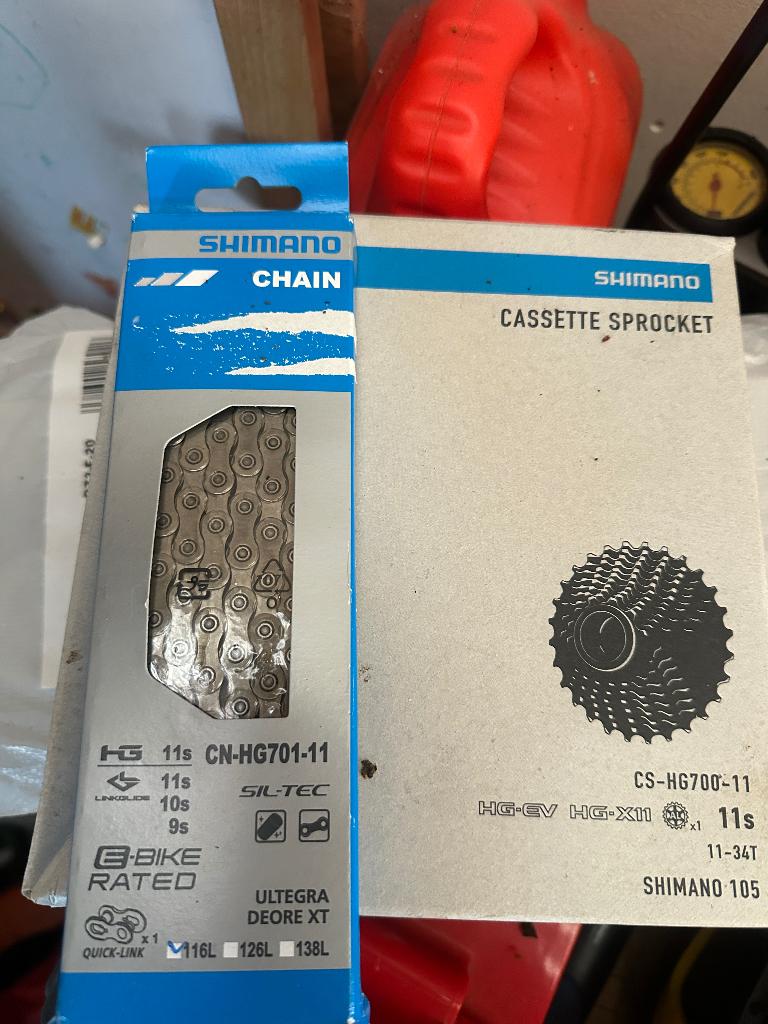 SHIMANO
CHAIN
HG 11s CN-HG701-11
LINKGLIDE 11s
10s
9s
SIL-TEC
E-BIKE
RATED
ULTEGRA
DEORE XT
QUICK-LINK x1
116L 126L 138L
SHIMANO
CASSETTE SPROCKET
CS-HG700-11
HG-EV HG-X11 x1 11s
11-34T
SHIMANO 105